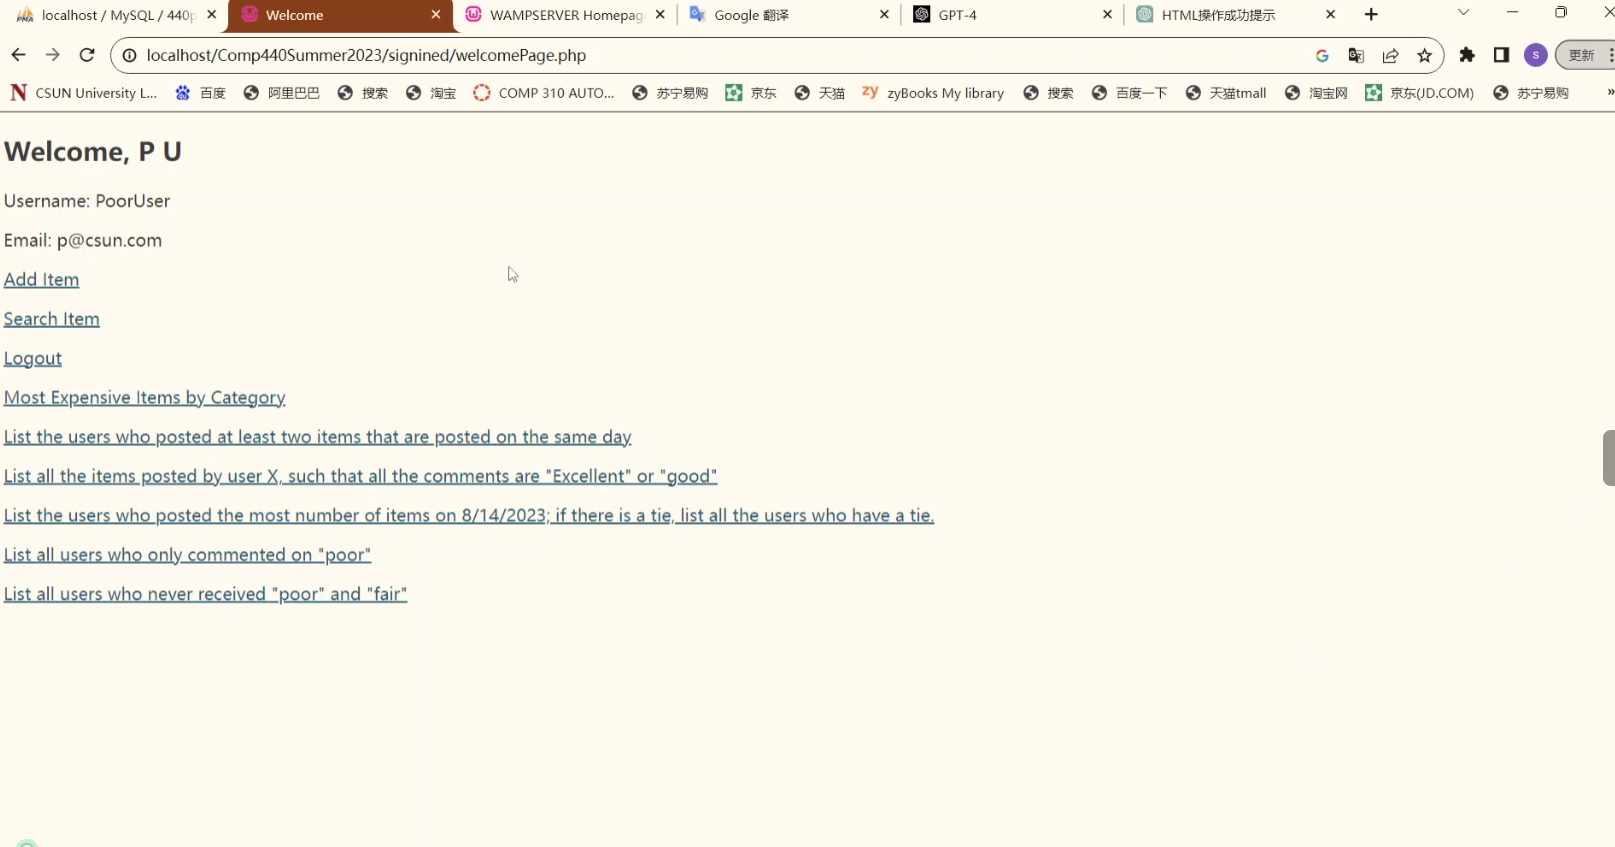 localhost / MySQL / 440p Welcome WAMPSERVER Homepag Google 翻译 GPT-4 HTML操作成功提示
localhost/Comp440Summer2023/signined/welcomePage.php S 更新
CSUN University L... 百度 阿里巴巴 搜索 淘宝 COMP 310 AUTO... 苏宁易购 京东 天猫 zyBooks My library 搜索 百度一下 天猫tmall 淘宝网 京东(JD.COM) 苏宁易购 »
Welcome, P U
Username: PoorUser
Email: p@csun.com
Add Item
Search Item
Logout
Most Expensive Items by Category
List the users who posted at least two items that are posted on the same day
List all the items posted by user X, such that all the comments are "Excellent" or "good"
List the users who posted the most number of items on 8/14/2023; if there is a tie, list all the users who have a tie.
List all users who only commented on "poor"
List all users who never received "poor" and "fair"